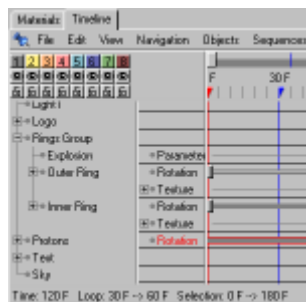 Materials Timeline
File Edit View Navigation Objects Sequences
1 2 3 4 5 6 7 8
F 30 F
Light1
Logo
Rings Group
Explosion Parameter
Outer Ring Rotation
Texture
Inner Ring Rotation
Texture
Protons Rotation
Text
Sky
Time: 120 F Loop: 30 F -> 60 F Selection: 0 F -> 180 F